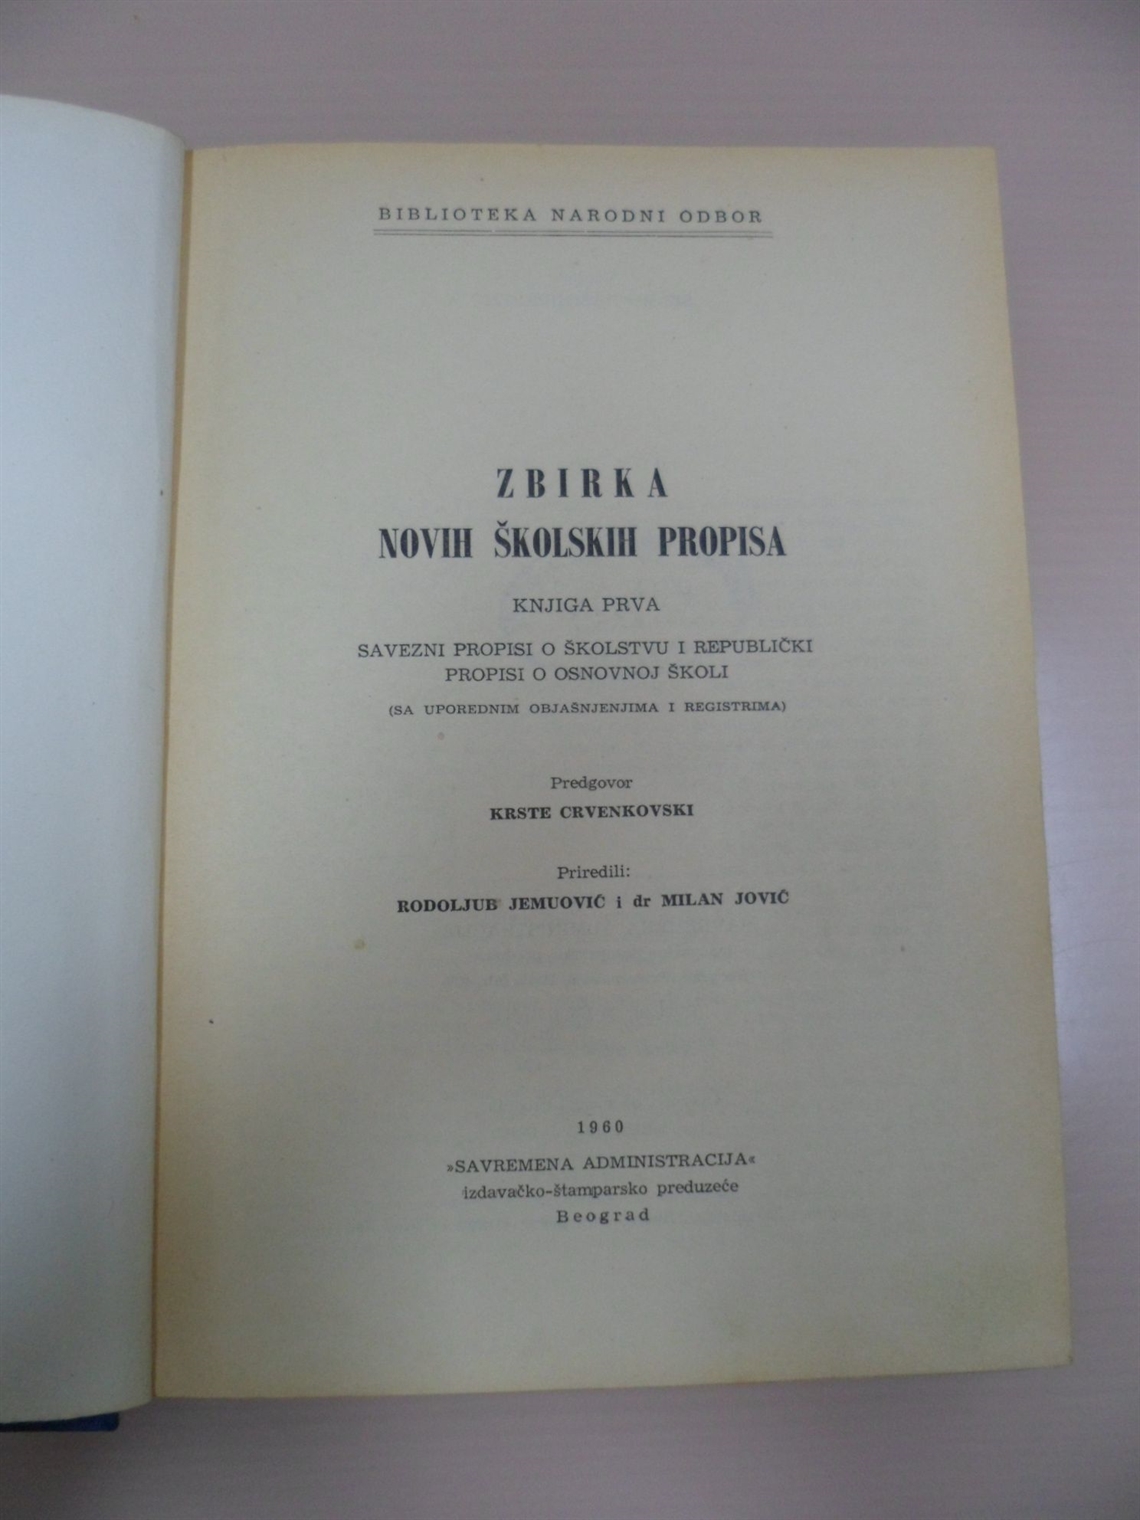 BIBLIOTEKA NARODNI ODBOR
ZBIRKA
NOVIH ŠKOLSKIH PROPISA
KNJIGA PRVA
SAVEZNI PROPISI O ŠKOLSTVU I REPUBLIČKI
PROPISI O OSNOVNOJ ŠKOLI
(SA UPOREDNIM OBJAŠNJENJIMA I REGISTRIMA)
Predgovor
KRSTE CRVENKOVSKI
Priredili:
RODOLJUB JEMUOVIĆ i dr MILAN JOVIĆ
1960
»SAVREMENA ADMINISTRACIJA«
izdavačko-štamparsko preduzeće
Beograd